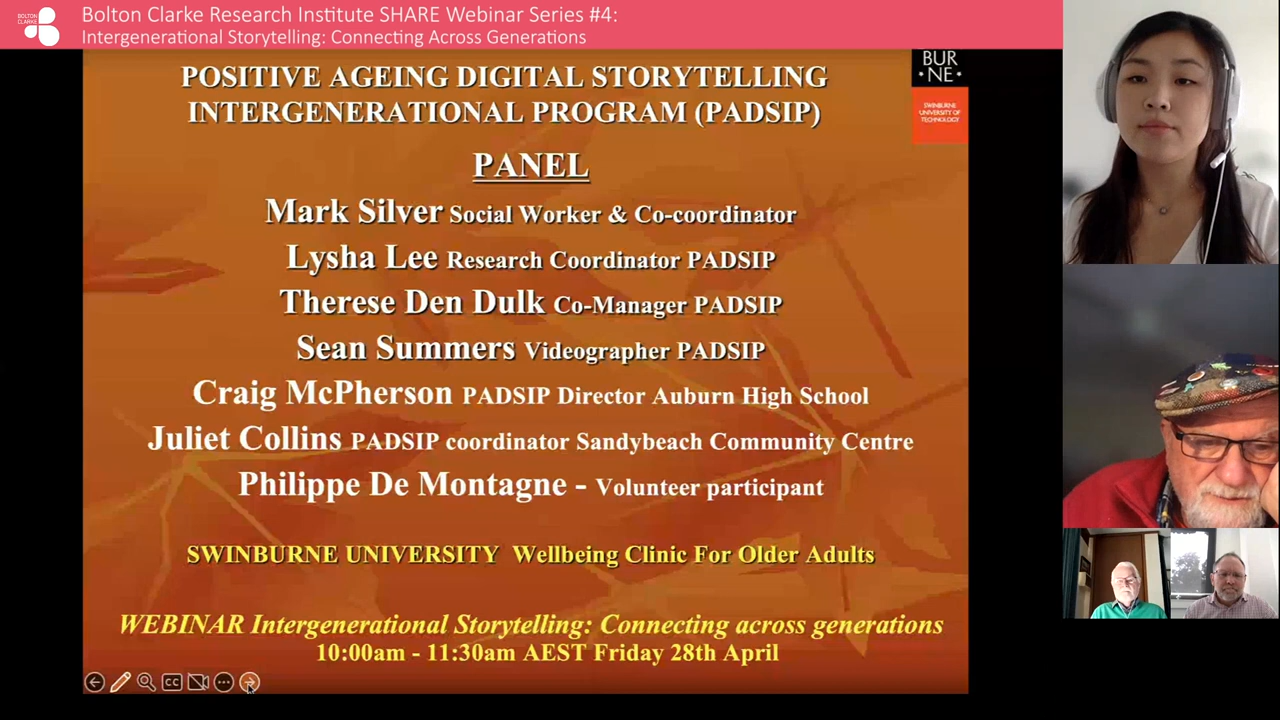 BOLTON
CLARKE
Bolton Clarke Research Institute SHARE Webinar Series #4:
Intergenerational Storytelling: Connecting Across Generations
BUR
•NE•
SWINBURNE
UNIVERSITY OF
TECHNOLOGY
POSITIVE AGEING DIGITAL STORYTELLING
INTERGENERATIONAL PROGRAM (PADSIP)
PANEL
Mark Silver Social Worker & Co-coordinator
Lysha Lee Research Coordinator PADSIP
Therese Den Dulk Co-Manager PADSIP
Sean Summers Videographer PADSIP
Craig McPherson PADSIP Director Auburn High School
Juliet Collins PADSIP coordinator Sandybeach Community Centre
Philippe De Montagne - Volunteer participant
SWINBURNE UNIVERSITY Wellbeing Clinic For Older Adults
WEBINAR Intergenerational Storytelling: Connecting across generations
10:00am - 11:30am AEST Friday 28th April
CC